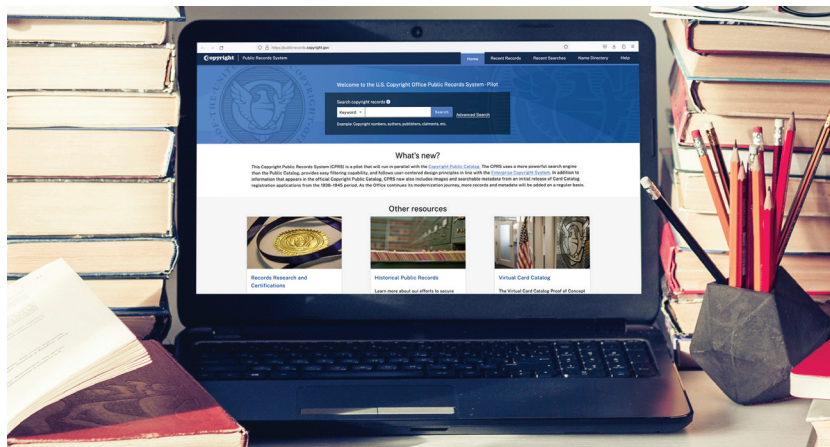 https://publicrecords.copyright.gov
Copyright Public Records System
Home Recent Records Recent Searches Name Directory Help
Welcome to the U.S. Copyright Office Public Records System - Pilot
Search copyright records
Keyword Search Advanced Search
Example: Copyright numbers, authors, publishers, claimants, etc.
What's new?
This Copyright Public Records System (CPRS) is a pilot that will run in parallel with the Copyright Public Catalog. The CPRS uses a more powerful search engine
than the Public Catalog, provides easy filtering capability, and follows user-centered design principles in line with the Enterprise Copyright System. In addition to
information that appears in the official Copyright Public Catalog, CPRS now also includes images and searchable metadata from an initial release of Card Catalog
registration applications from the 1938–1945 period. As the Office continues its modernization journey, more records and metadata will be added on a regular basis.
Other resources
Records Research and
Certifications
Historical Public Records
Learn more about our efforts to secure
Virtual Card Catalog
The Virtual Card Catalog Proof of Concept